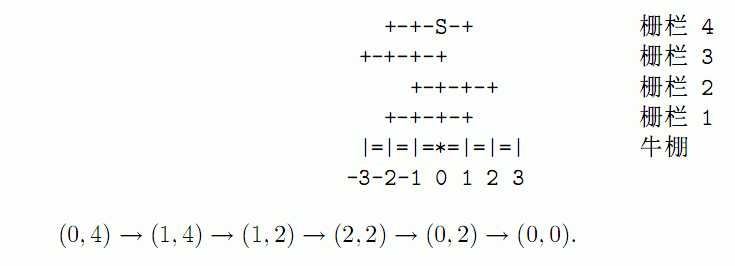 +-+-S-+ 栅栏 4
+-+-+-+ 栅栏 3
+-+-+-+ 栅栏 2
+-+-+-+ 栅栏 1
|=|=|=*=|=|=| 牛棚
-3-2-1 0 1 2 3
(0, 4) → (1, 4) → (1, 2) → (2, 2) → (0, 2) → (0, 0).